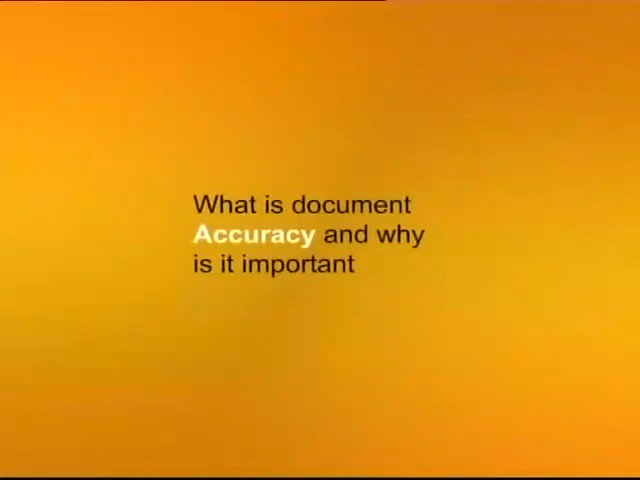 What is document
Accuracy and why
is it important